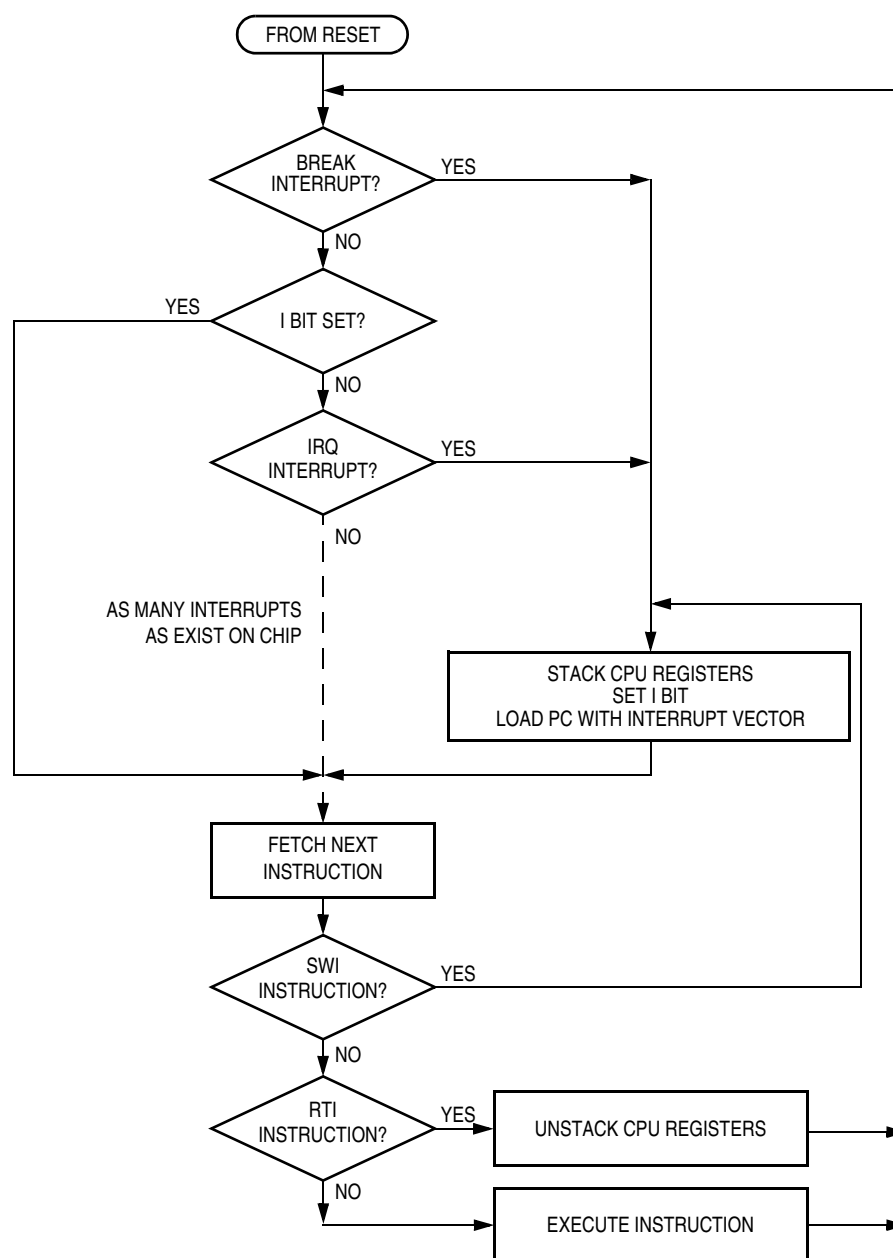 FROM RESET
BREAK
INTERRUPT?
YES
NO
YES
I BIT SET?
NO
IRQ
INTERRUPT?
YES
NO
AS MANY INTERRUPTS
AS EXIST ON CHIP
STACK CPU REGISTERS
SET I BIT
LOAD PC WITH INTERRUPT VECTOR
FETCH NEXT
INSTRUCTION
SWI
INSTRUCTION?
YES
NO
RTI
INSTRUCTION?
YES
UNSTACK CPU REGISTERS
NO
EXECUTE INSTRUCTION